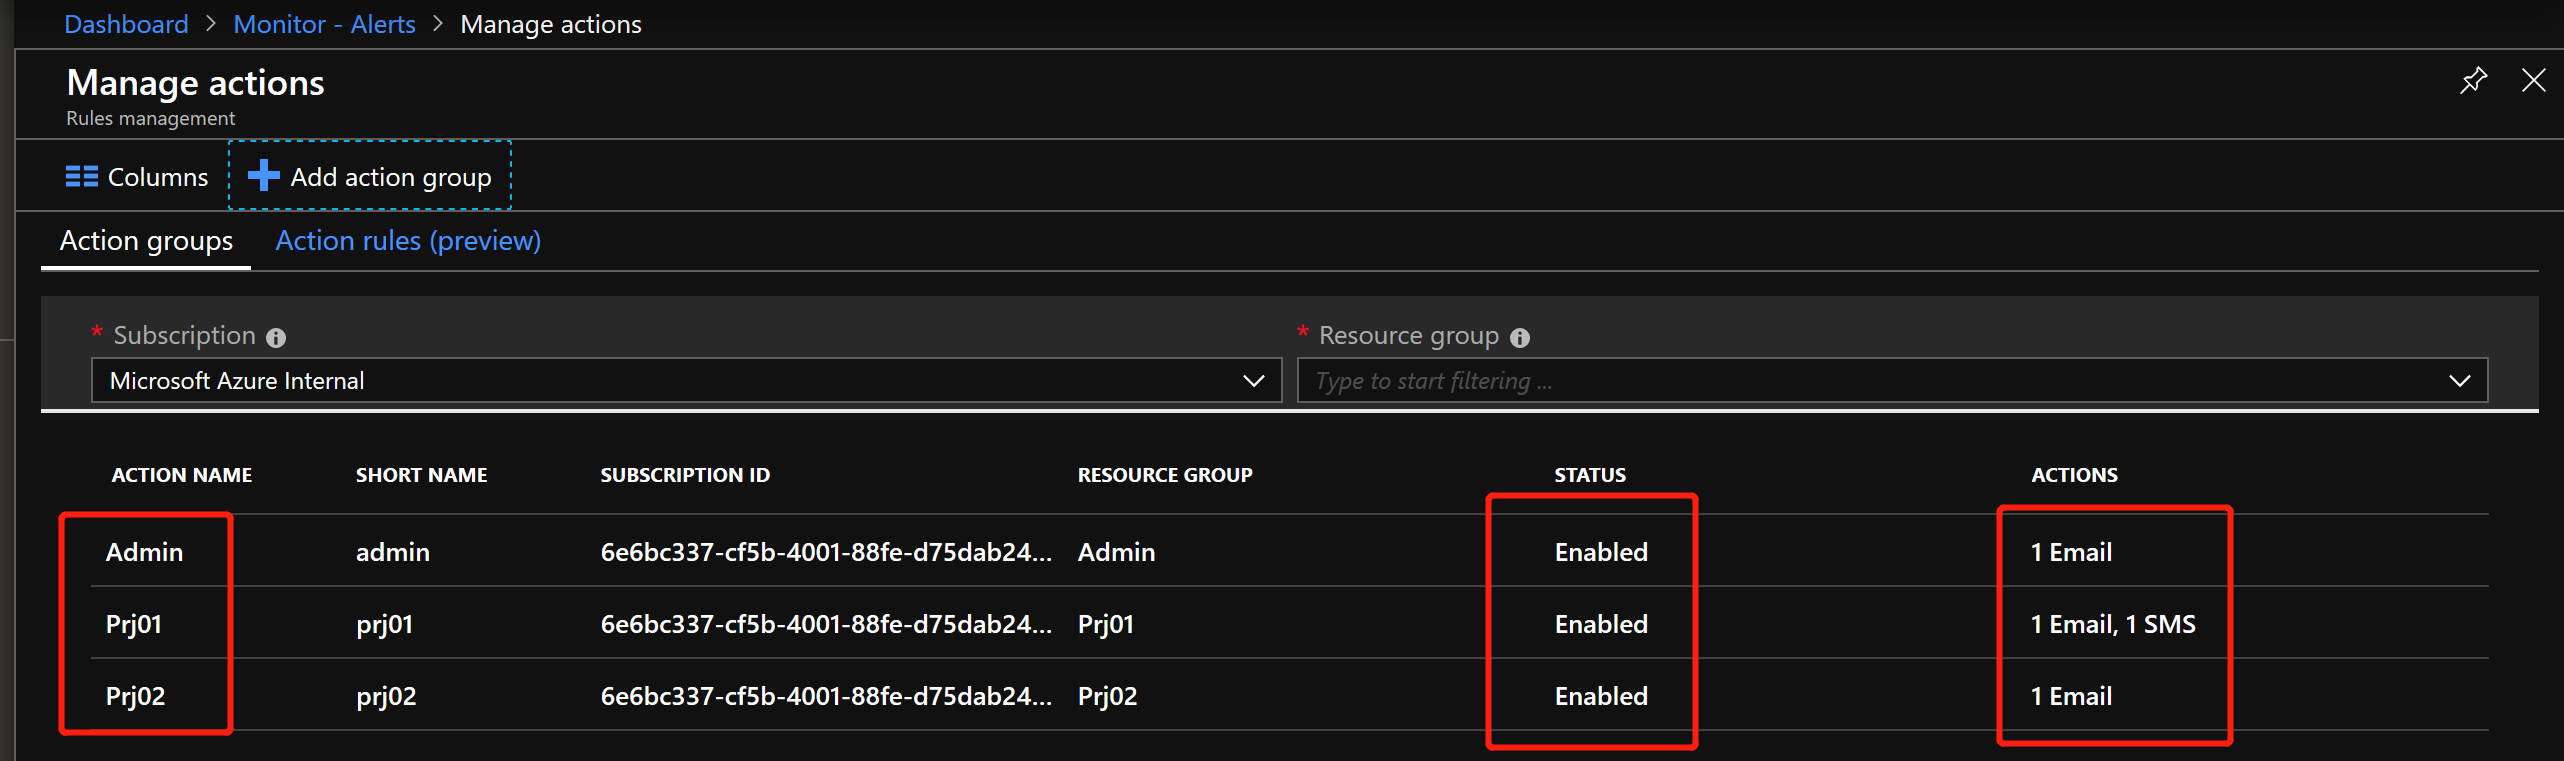 Dashboard > Monitor - Alerts > Manage actions
Manage actions
Rules management
Columns Add action group
Action groups Action rules (preview)
* Subscription * Resource group
Microsoft Azure Internal Type to start filtering ...
ACTION NAME SHORT NAME SUBSCRIPTION ID RESOURCE GROUP STATUS ACTIONS
Admin admin 6e6bc337-cf5b-4001-88fe-d75dab24... Admin Enabled 1 Email
Prj01 prj01 6e6bc337-cf5b-4001-88fe-d75dab24... Prj01 Enabled 1 Email, 1 SMS
Prj02 prj02 6e6bc337-cf5b-4001-88fe-d75dab24... Prj02 Enabled 1 Email